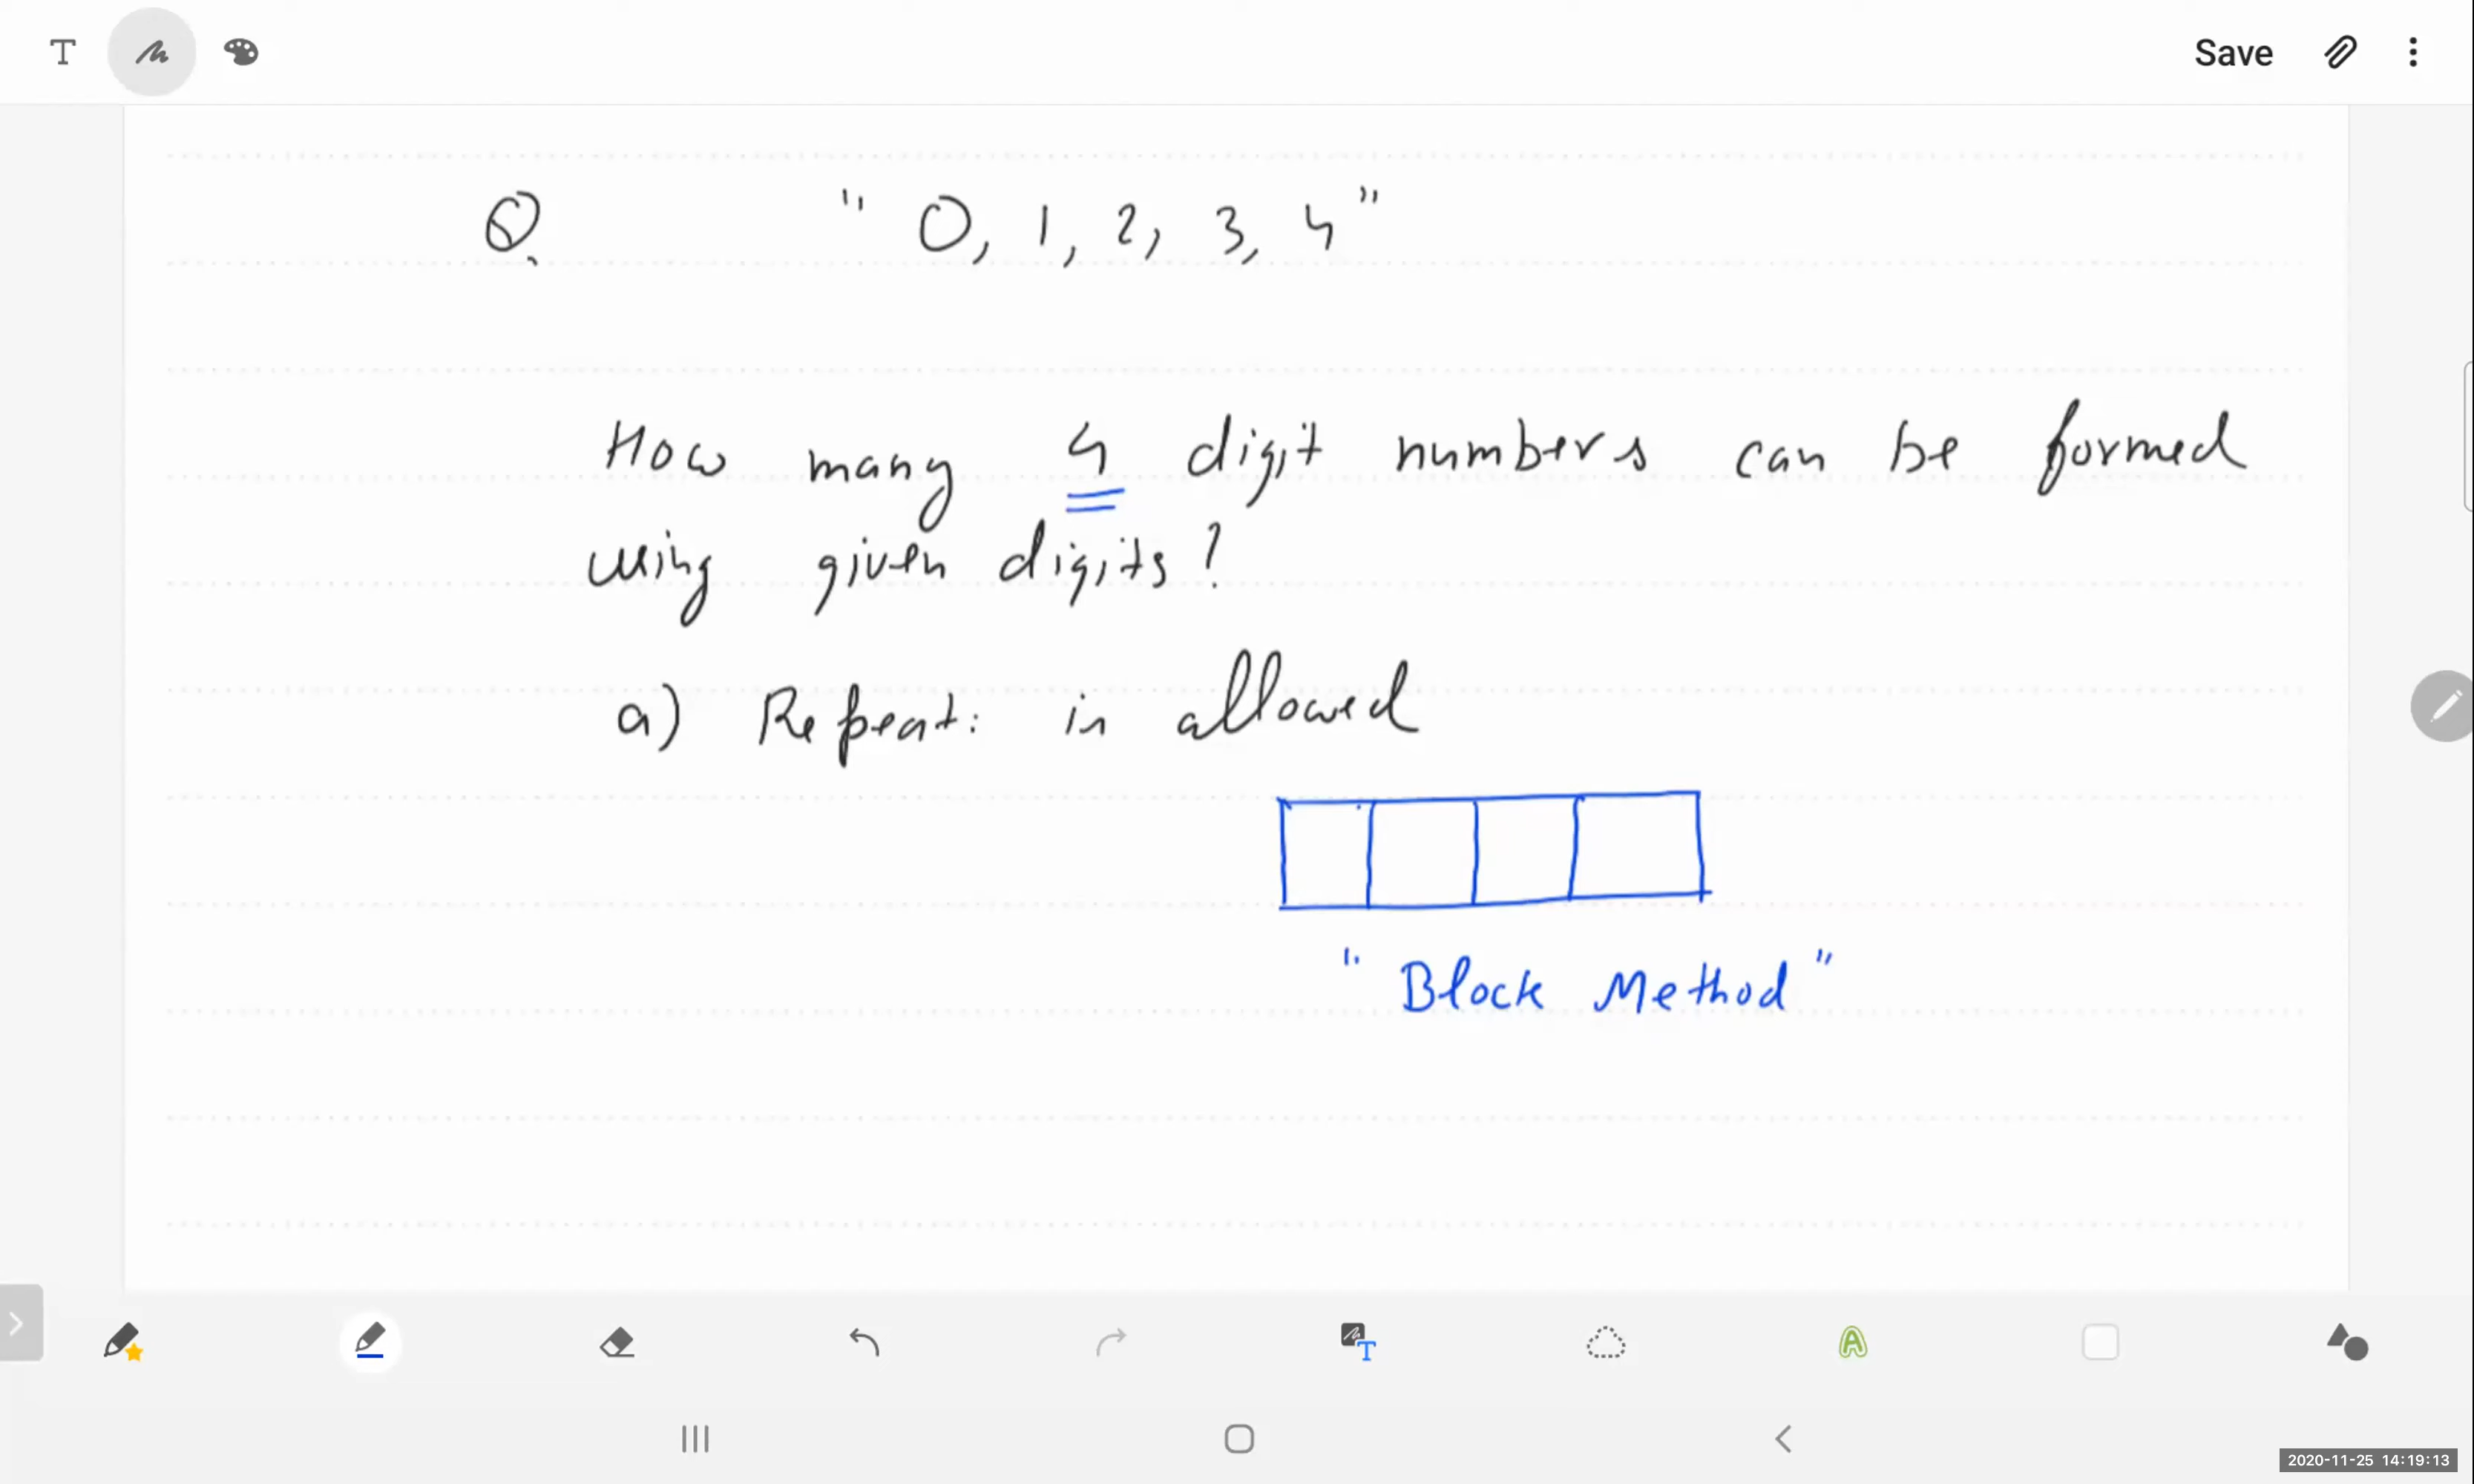 Save
Q. " 0, 1, 2, 3, 4 "
How many 4 digit numbers can be formed
using given digits ?
a) Repeat: is allowed
" Block Method "
2020-11-25 14:19:13